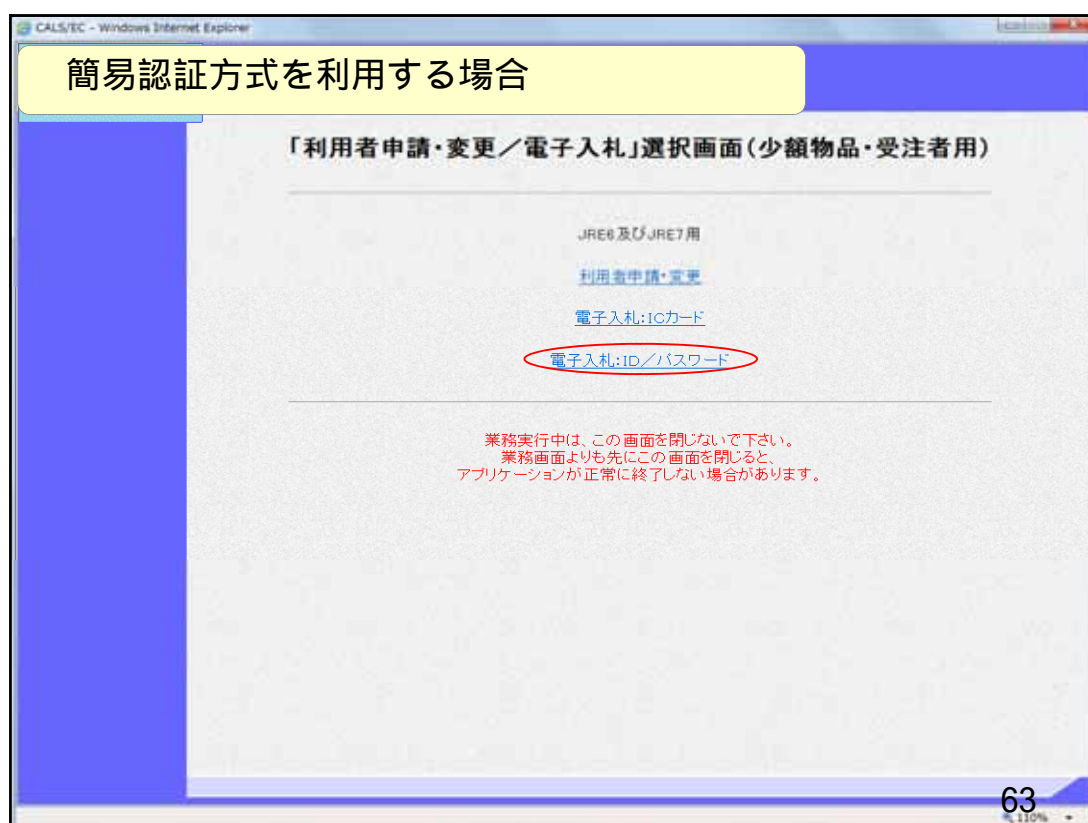 CALS/EC - Windows Internet Explorer
簡易認証方式を利用する場合
「利用者申請・変更／電子入札」選択画面（少額物品・受注者用）
JRE6及びJRE7用
利用者申請・変更
電子入札：ICカード
電子入札：ID／パスワード
業務実行中は、この画面を閉じないで下さい。
業務画面よりも先にこの画面を閉じると、
アプリケーションが正常に終了しない場合があります。
63
110%